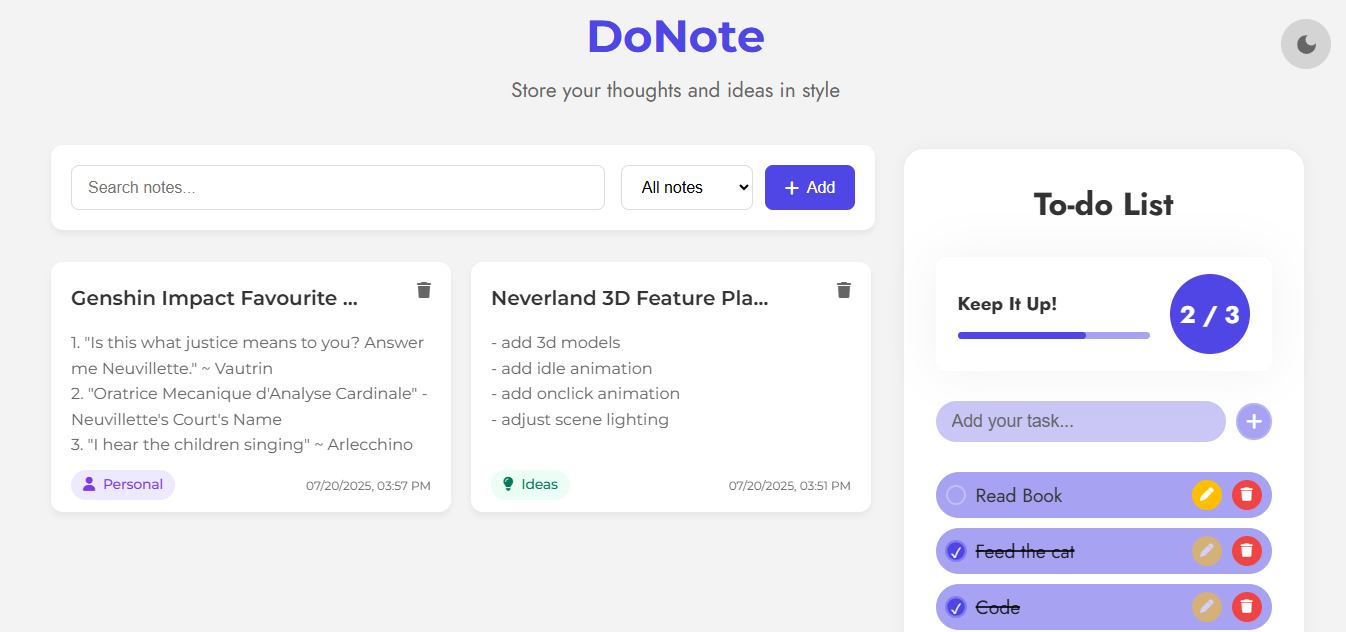 DoNote
Store your thoughts and ideas in style
Search notes...
All notes
+ Add
Genshin Impact Favourite ...
1. "Is this what justice means to you? Answer
me Neuvillette." ~ Vautrin
2. "Oratrice Mecanique d'Analyse Cardinale" -
Neuvillette's Court's Name
3. "I hear the children singing" ~ Arlecchino
Personal
07/20/2025, 03:57 PM
Neverland 3D Feature Pla...
- add 3d models
- add idle animation
- add onclick animation
- adjust scene lighting
Ideas
07/20/2025, 03:51 PM
To-do List
Keep It Up!
2 / 3
Add your task...
+
Read Book
Feed the cat
Code